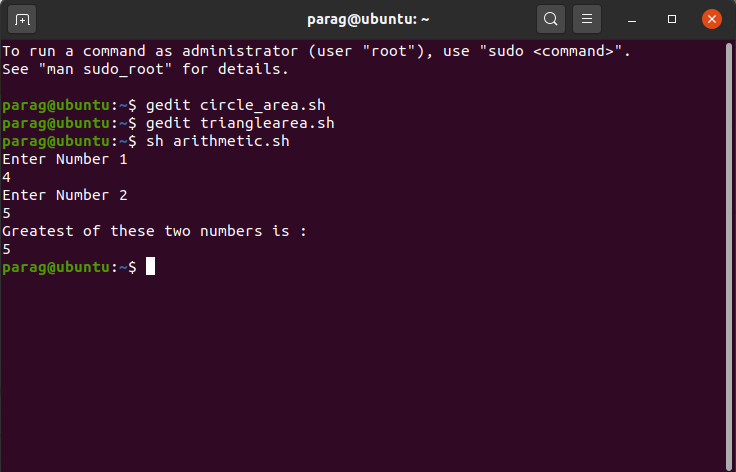 parag@ubuntu: ~
To run a command as administrator (user "root"), use "sudo <command>".
See "man sudo_root" for details.
parag@ubuntu:~$ gedit circle_area.sh
parag@ubuntu:~$ gedit trianglearea.sh
parag@ubuntu:~$ sh arithmetic.sh
Enter Number 1
4
Enter Number 2
5
Greatest of these two numbers is :
5
parag@ubuntu:~$